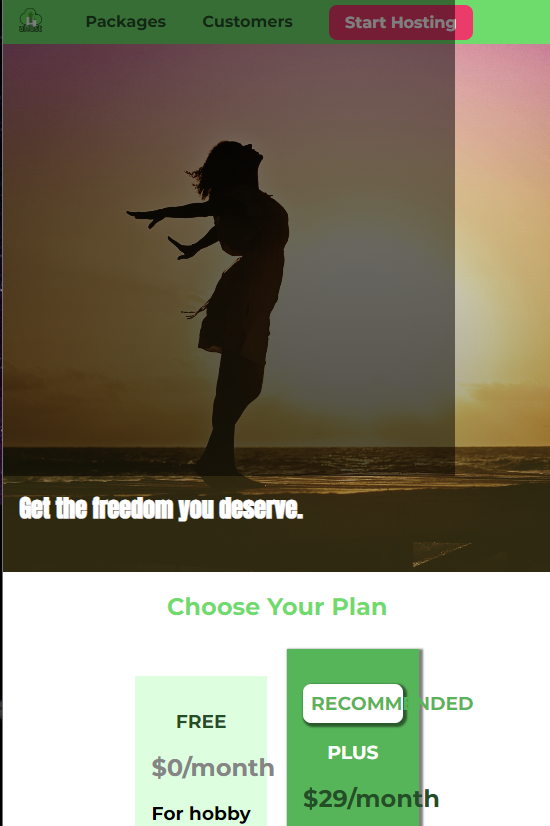 Packages Customers Start Hosting
Get the freedom you deserve.
Choose Your Plan
FREE
$0/month
For hobby
RECOMMENDED
PLUS
$29/month